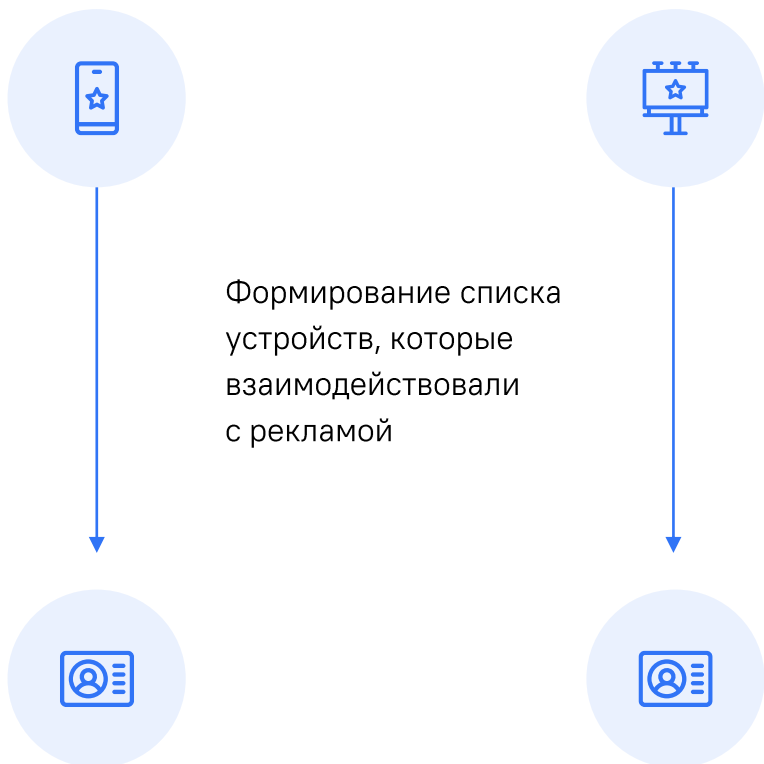 Формирование списка
устройств, которые
взаимодействовали
с рекламой